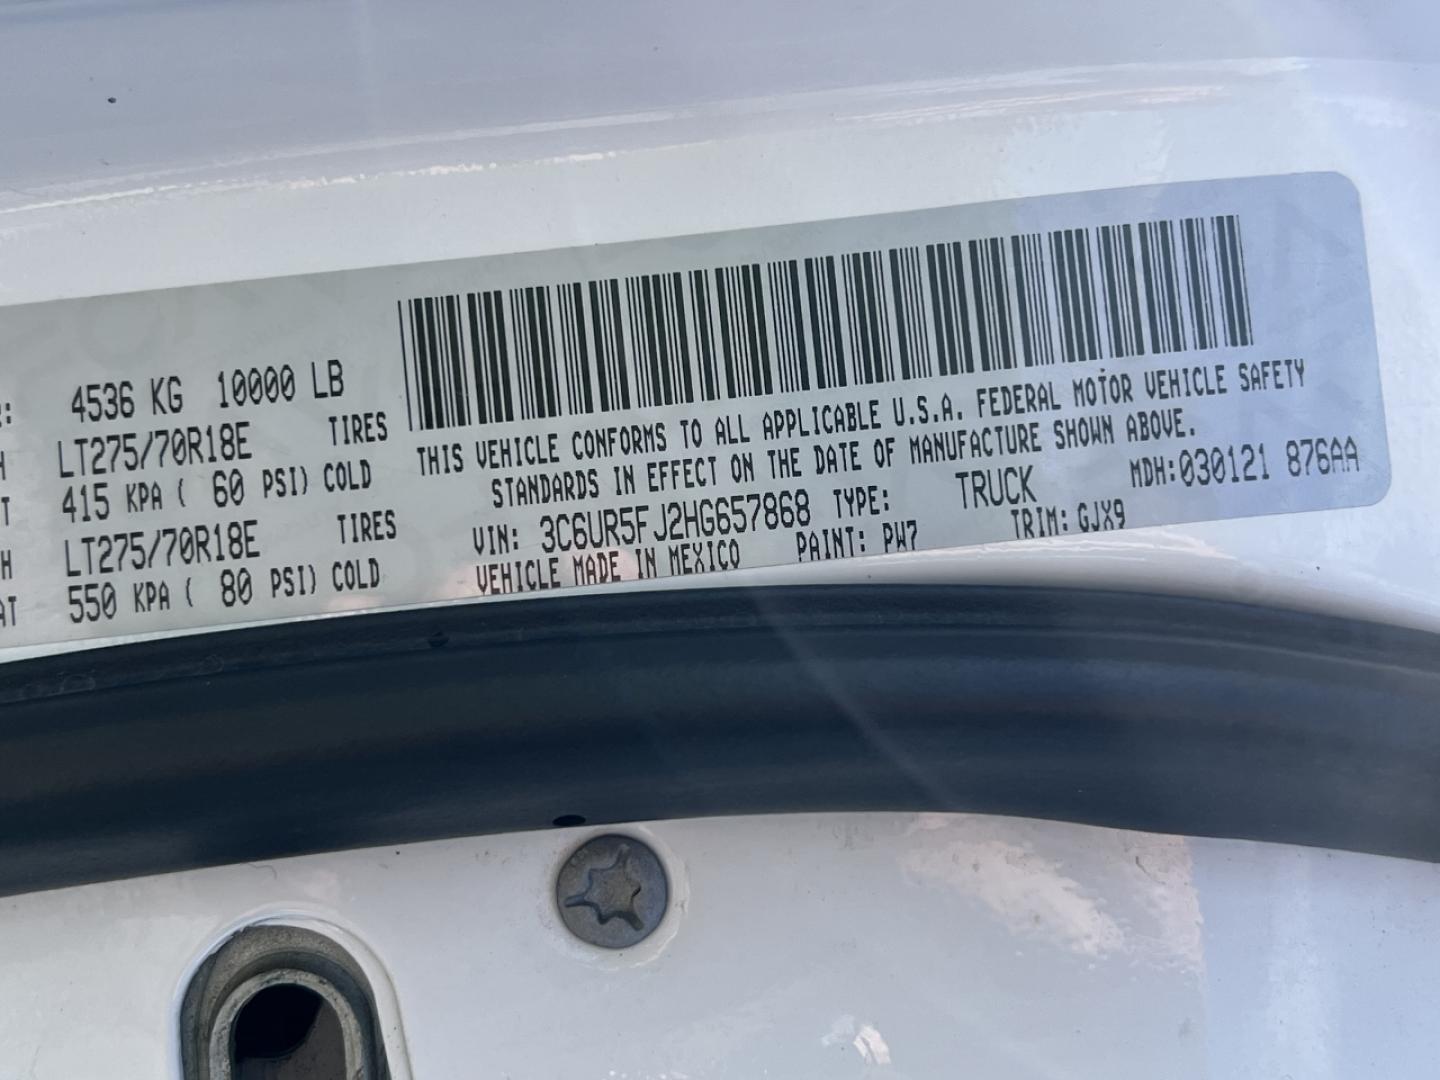 4536 KG 10000 LB
LT275/70R18E TIRES
415 KPA ( 60 PSI) COLD
LT275/70R18E TIRES
550 KPA ( 80 PSI) COLD
THIS VEHICLE CONFORMS TO ALL APPLICABLE U.S.A. FEDERAL MOTOR VEHICLE SAFETY
STANDARDS IN EFFECT ON THE DATE OF MANUFACTURE SHOWN ABOVE.
VIN: 3C6UR5FJ2HG657868 TYPE: TRUCK MDH:030121 876AA
VEHICLE MADE IN MEXICO PAINT: PW7 TRIM: GJX9